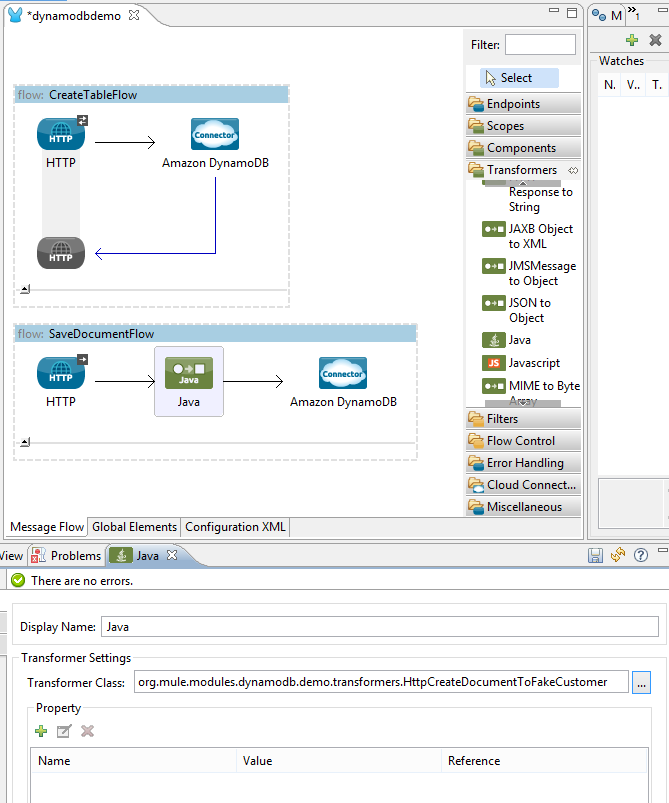 *dynamodbdemo
M
1
Filter:
Select
Endpoints
Scopes
Components
Transformers
Response to
String
JAXB Object
to XML
JMSMessage
to Object
JSON to
Object
Java
JS
Javascript
MIME to Byte
Array
Filters
Flow Control
Error Handling
Cloud Connect...
Miscellaneous
Watches
N. V.. T.
flow: CreateTableFlow
HTTP
Connector
HTTP
Amazon DynamoDB
HTTP
flow: SaveDocumentFlow
HTTP
Java
Connector
HTTP
Java
Amazon DynamoDB
Message Flow Global Elements Configuration XML
View Problems Java
There are no errors.
Display Name: Java
Transformer Settings
Transformer Class: org.mule.modules.dynamodb.demo.transformers.HttpCreateDocumentToFakeCustomer ...
Property
Name Value Reference